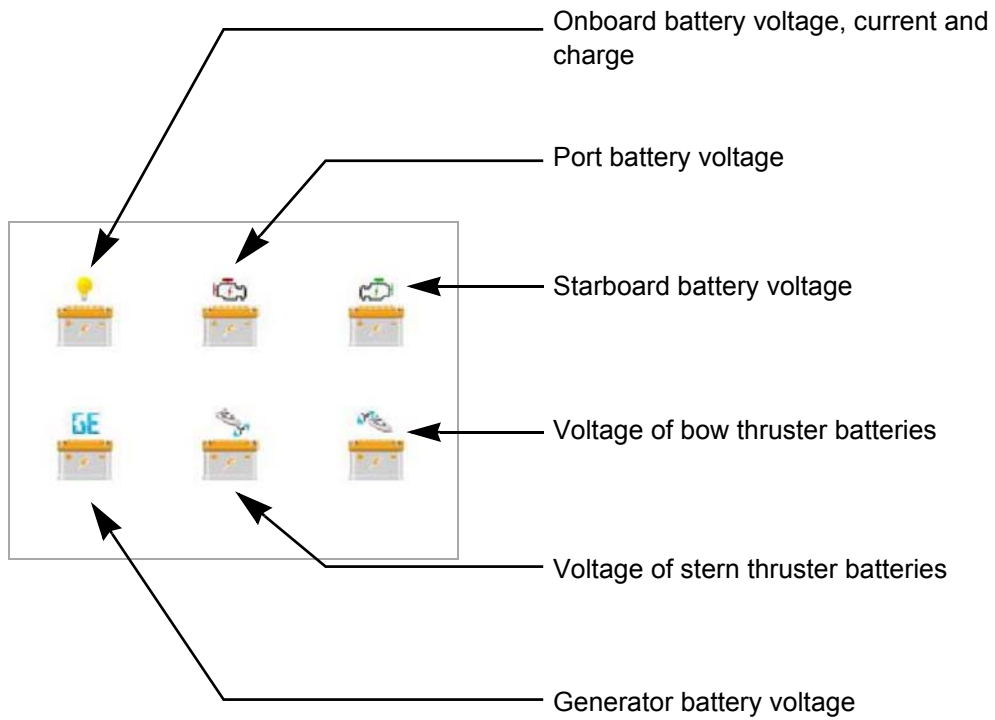 Onboard battery voltage, current and
charge
Port battery voltage
Starboard battery voltage
GE
Voltage of bow thruster batteries
Voltage of stern thruster batteries
Generator battery voltage